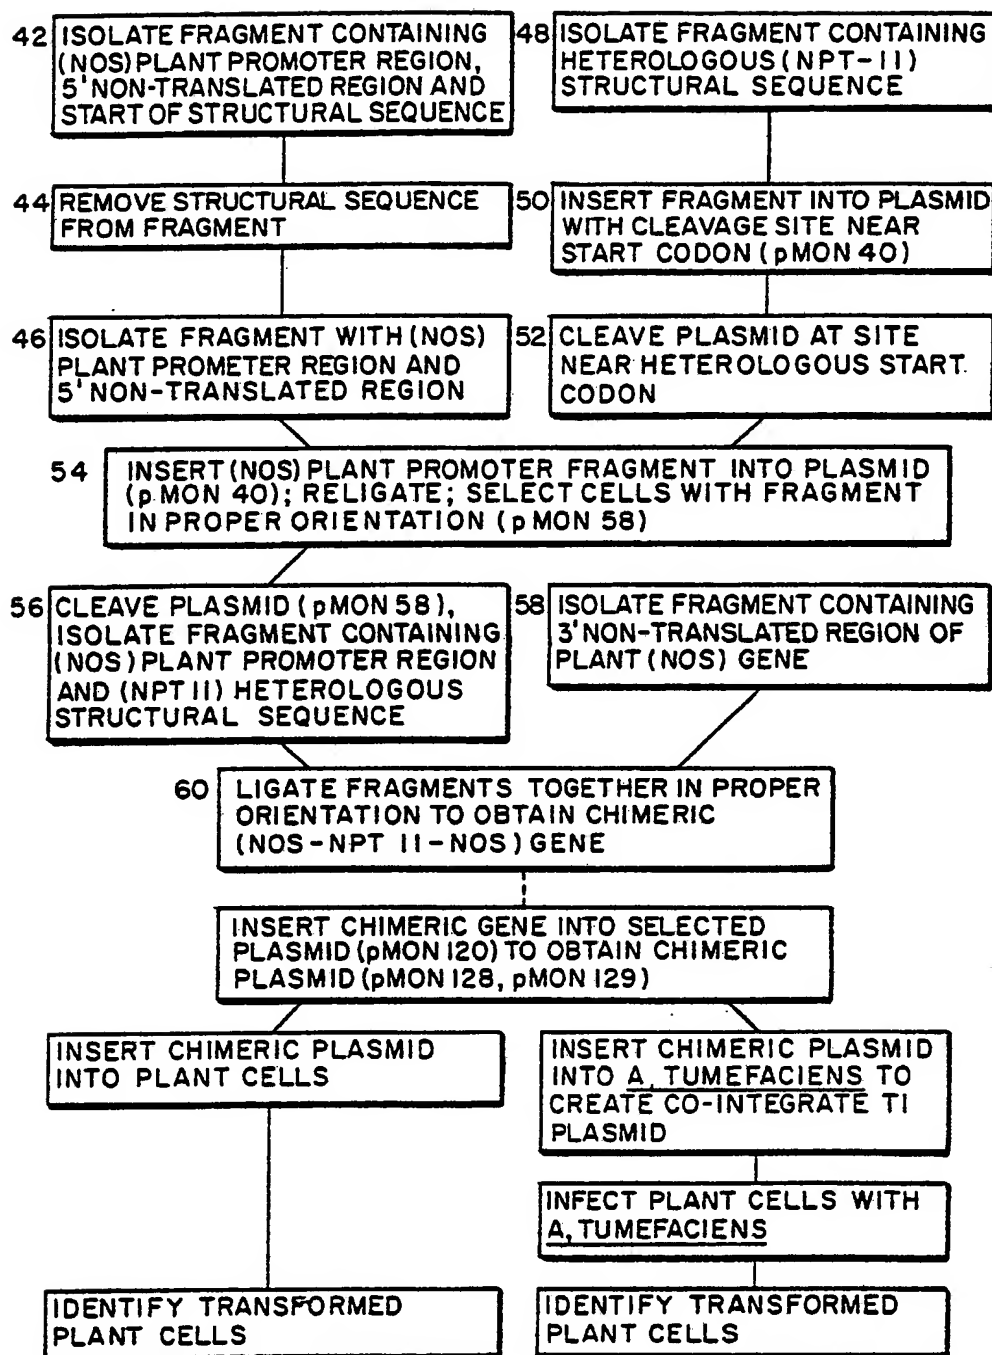 42 ISOLATE FRAGMENT CONTAINING
(NOS) PLANT PROMOTER REGION,
5' NON-TRANSLATED REGION AND
START OF STRUCTURAL SEQUENCE
48 ISOLATE FRAGMENT CONTAINING
HETEROLOGOUS (NPT-II)
STRUCTURAL SEQUENCE
44 REMOVE STRUCTURAL SEQUENCE
FROM FRAGMENT
50 INSERT FRAGMENT INTO PLASMID
WITH CLEAVAGE SITE NEAR
START CODON (pMON 40)
46 ISOLATE FRAGMENT WITH (NOS)
PLANT PROMETER REGION AND
5' NON-TRANSLATED REGION
52 CLEAVE PLASMID AT SITE
NEAR HETEROLOGOUS START
CODON
54 INSERT (NOS) PLANT PROMOTER FRAGMENT INTO PLASMID
(pMON 40); RELIGATE; SELECT CELLS WITH FRAGMENT
IN PROPER ORIENTATION (pMON 58)
56 CLEAVE PLASMID (pMON 58),
ISOLATE FRAGMENT CONTAINING
(NOS) PLANT PROMOTER REGION
AND (NPT II) HETEROLOGOUS
STRUCTURAL SEQUENCE
58 ISOLATE FRAGMENT CONTAINING
3' NON-TRANSLATED REGION OF
PLANT (NOS) GENE
60 LIGATE FRAGMENTS TOGETHER IN PROPER
ORIENTATION TO OBTAIN CHIMERIC
(NOS-NPT II-NOS) GENE
INSERT CHIMERIC GENE INTO SELECTED
PLASMID (pMON 120) TO OBTAIN CHIMERIC
PLASMID (pMON 128, pMON 129)
INSERT CHIMERIC PLASMID
INTO PLANT CELLS
INSERT CHIMERIC PLASMID
INTO A. TUMEFACIENS TO
CREATE CO-INTEGRATE TI
PLASMID
INFECT PLANT CELLS WITH
A. TUMEFACIENS
IDENTIFY TRANSFORMED
PLANT CELLS
IDENTIFY TRANSFORMED
PLANT CELLS